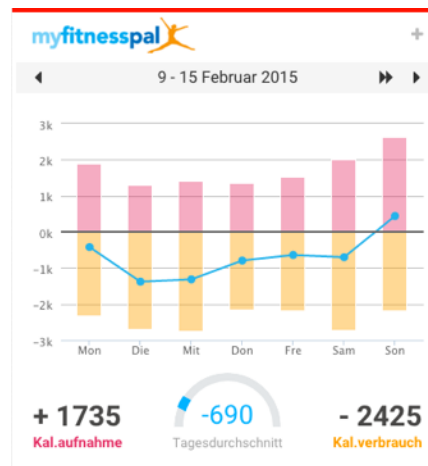 myfitnesspal
9 - 15 Februar 2015
3k
2k
1k
0k
-1k
-2k
-3k
Mon Die Mit Don Fre Sam Son
+ 1735 -690 - 2425
Kal.aufnahme Tagesdurchschnitt Kal.verbrauch